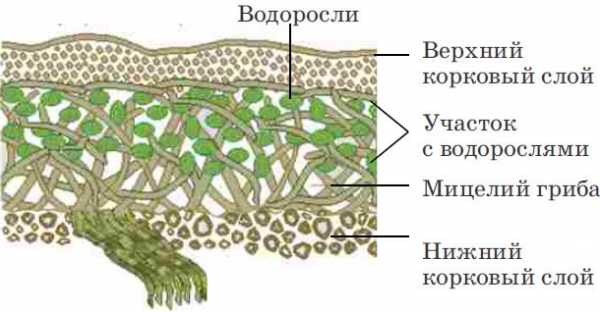 Водоросли
Верхний
корковый слой
Участок
с водорослями
Мицелий гриба
Нижний
корковый слой